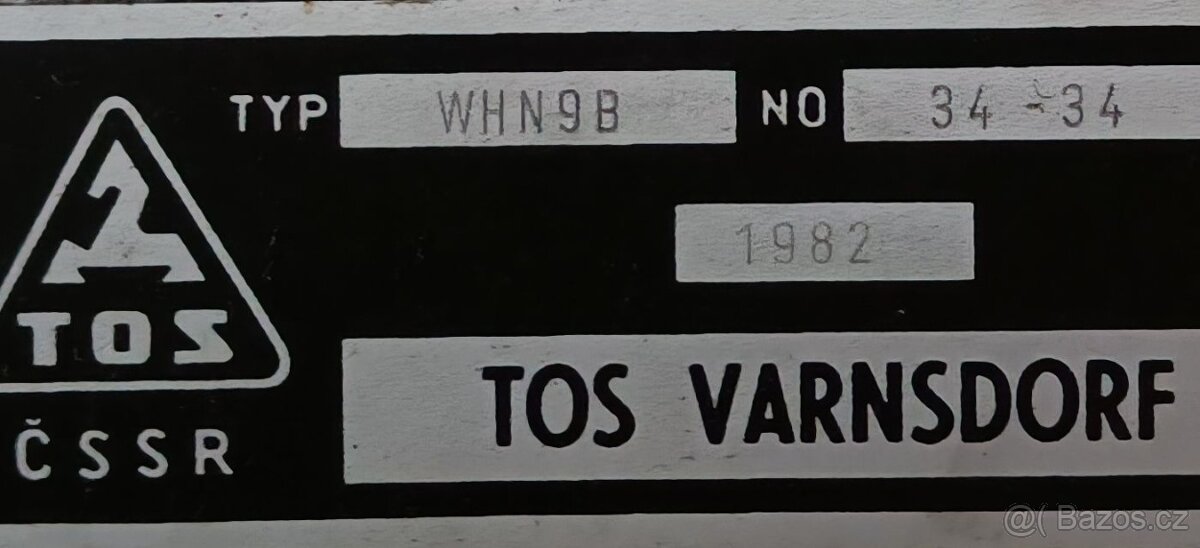 TYP WHN9B NO 34-34
1982
TOS
TOS VARNSDORF
ČSSR
@( Bazos.cz